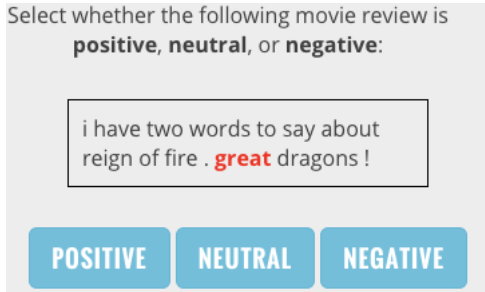 Select whether the following movie review is
positive, neutral, or negative:
i have two words to say about
reign of fire . great dragons !
POSITIVE NEUTRAL NEGATIVE